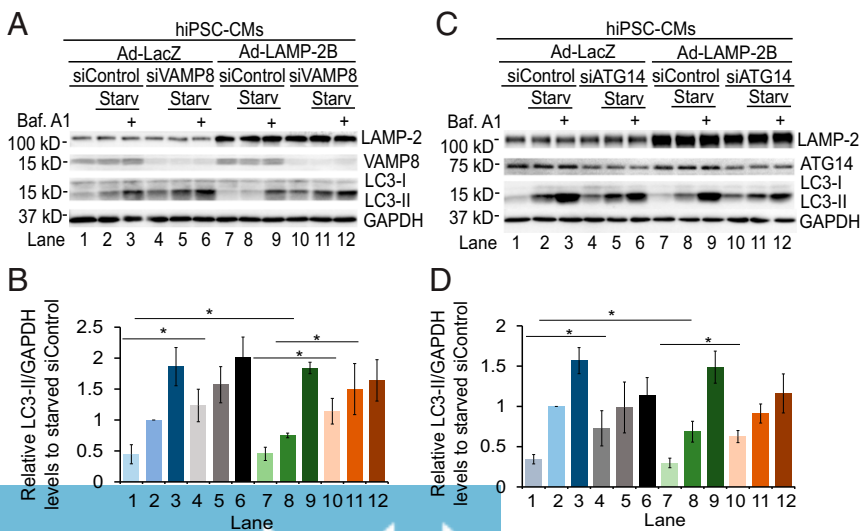 A
hiPSC-CMs
Ad-LacZ Ad-LAMP-2B
siControl siVAMP8 siControl siVAMP8
Starv Starv Starv Starv
Baf. A1 + + + +
100 kD- LAMP-2
15 kD- VAMP8
LC3-I
15 kD- LC3-II
37 kD- GAPDH
Lane 1 2 3 4 5 6 7 8 9 10 11 12
C
hiPSC-CMs
Ad-LacZ Ad-LAMP-2B
siControl siATG14 siControl siATG14
Starv Starv Starv Starv
Baf. A1 + + + +
100 kD- LAMP-2
75 kD- ATG14
LC3-I
15 kD- LC3-II
37 kD- GAPDH
Lane 1 2 3 4 5 6 7 8 9 10 11 12
B
Relative LC3-II/GAPDH
levels to starved siControl
2.5
2
1.5
1
0.5
0
* * * *
1 2 3 4 5 6 7 8 9 10 11 12
Lane
D
Relative LC3-II/GAPDH
levels to starved siControl
2
1.5
1
0.5
0
* * *
1 2 3 4 5 6 7 8 9 10 11 12
Lane